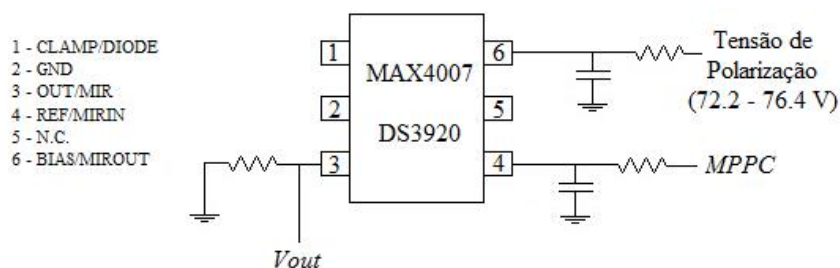 1 - CLAMP/DIODE
2 - GND
3 - OUT/MIR
4 - REF/MIRIN
5 - N.C.
6 - BIAS/MIROUT
1
2
3
MAX4007
DS3920
6
5
4
Tensão de
Polarização
(72.2 - 76.4 V)
MPPC
Vout